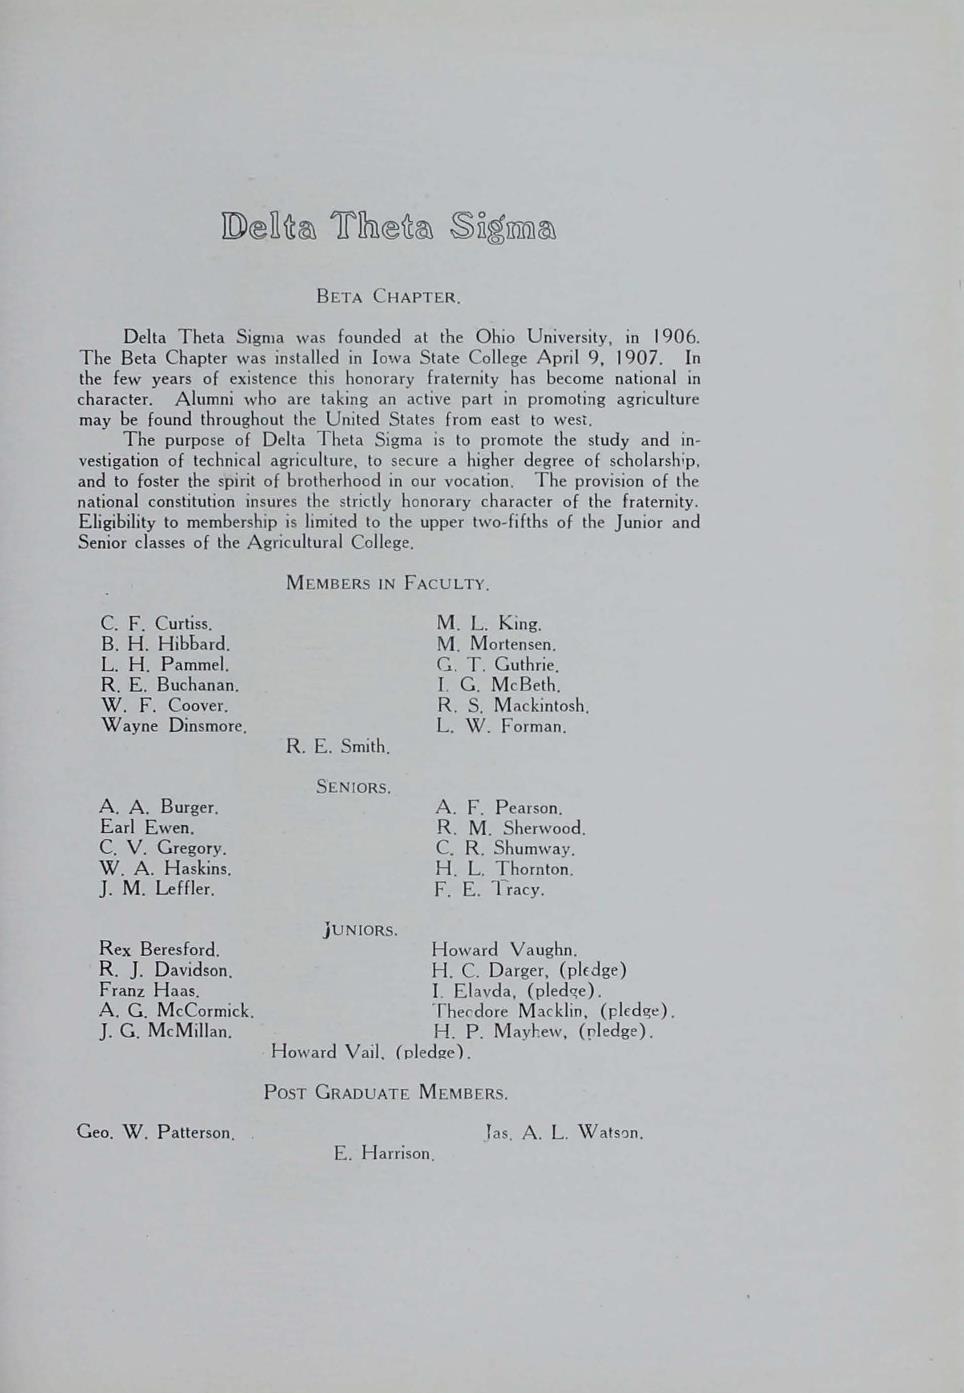 Delta Theta Sigma
BETA CHAPTER.
Delta Theta Sigma was founded at the Ohio University, in 1906.
The Beta Chapter was installed in Iowa State College April 9, 1907. In
the few years of existence this honorary fraternity has become national in
character. Alumni who are taking an active part in promoting agriculture
may be found throughout the United States from east to west.
The purpose of Delta Theta Sigma is to promote the study and in-
vestigation of technical agriculture, to secure a higher degree of scholarship,
and to foster the spirit of brotherhood in our vocation. The provision of the
national constitution insures the strictly honorary character of the fraternity.
Eligibility to membership is limited to the upper two-fifths of the Junior and
Senior classes of the Agricultural College.
MEMBERS IN FACULTY.
C. F. Curtiss. M. L. King.
B. H. Hibbard. M. Mortensen.
L. H. Pammel. G. T. Guthrie.
R. E. Buchanan. I. G. McBeth.
W. F. Coover. R. S. Mackintosh.
Wayne Dinsmore. L. W. Forman.
R. E. Smith.
SENIORS.
A. A. Burger. A. F. Pearson.
Earl Ewen. R. M. Sherwood.
C. V. Gregory. C. R. Shumway.
W. A. Haskins. H. L. Thornton.
J. M. Leffler. F. E. Tracy.
JUNIORS.
Rex Beresford. Howard Vaughn.
R. J. Davidson. H. C. Darger, (pledge)
Franz Haas. I. Elavda, (pledge).
A. G. McCormick. Theodore Macklin, (pledge).
J. G. McMillan. H. P. Mayhew, (pledge).
Howard Vail, (pledge).
POST GRADUATE MEMBERS.
Geo. W. Patterson. Jas. A. L. Watson.
E. Harrison.